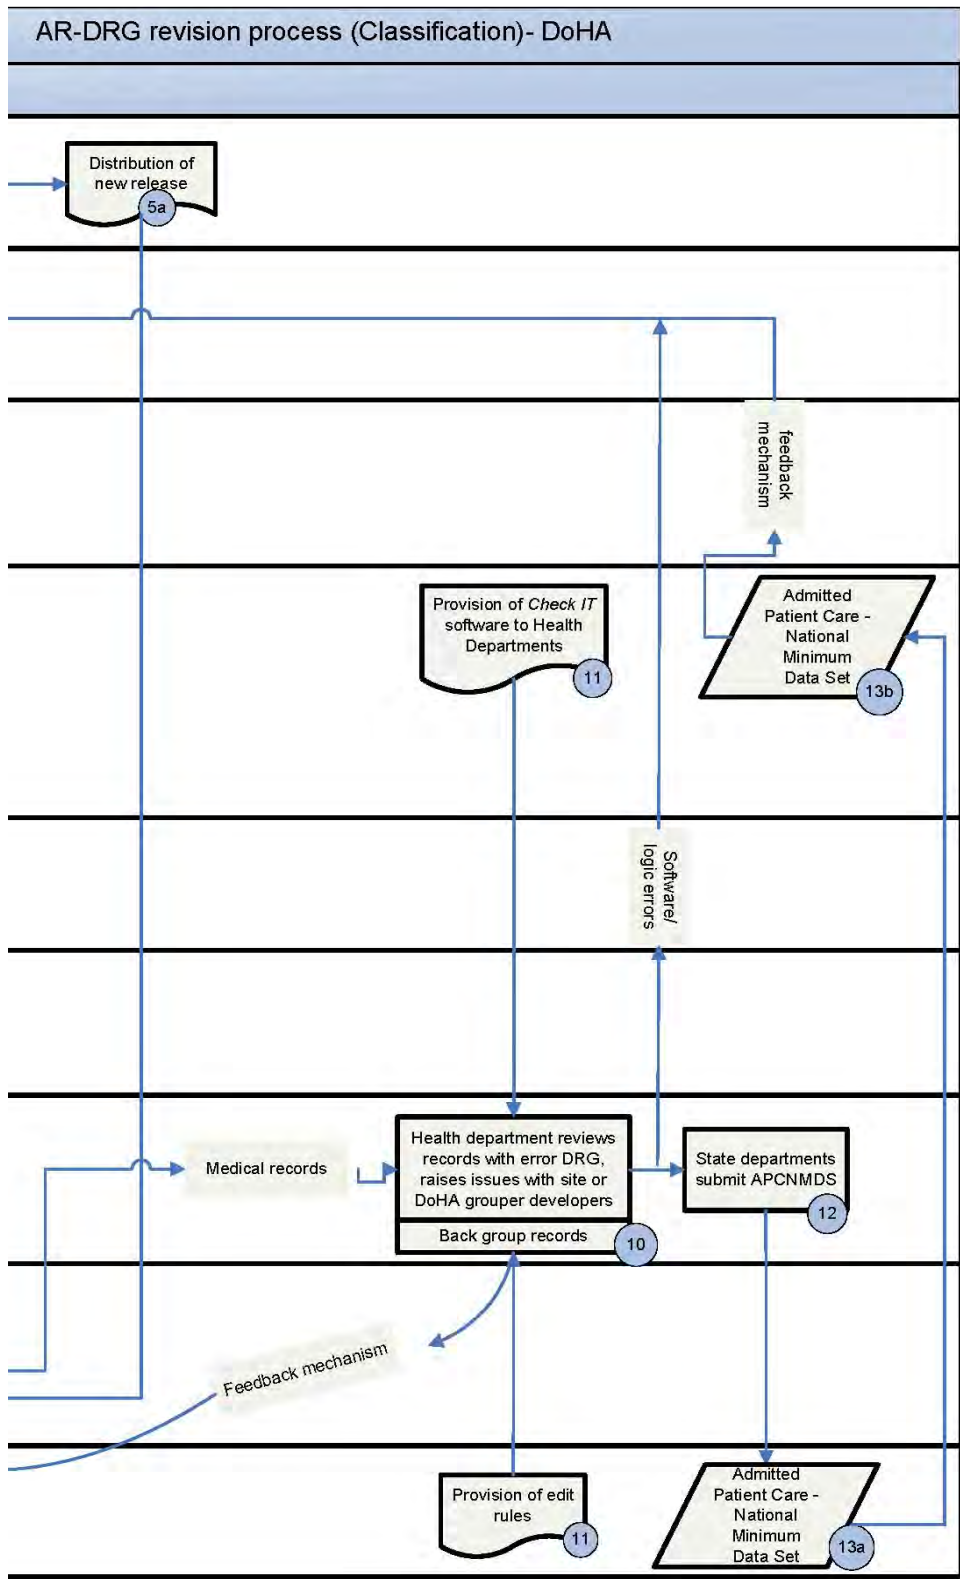 AR-DRG revision process (Classification)- DoHA
Distribution of
new release
5a
feedback
mechanism
Provision of Check IT
software to Health
Departments
11
Admitted
Patient Care -
National
Minimum
Data Set
13b
Software/
logic errors
Medical records
Health department reviews
records with error DRG,
raises issues with site or
DoHA grouper developers
Back group records
10
State departments
submit APCNMDS
12
Feedback mechanism
Provision of edit
rules
11
Admitted
Patient Care -
National
Minimum
Data Set
13a